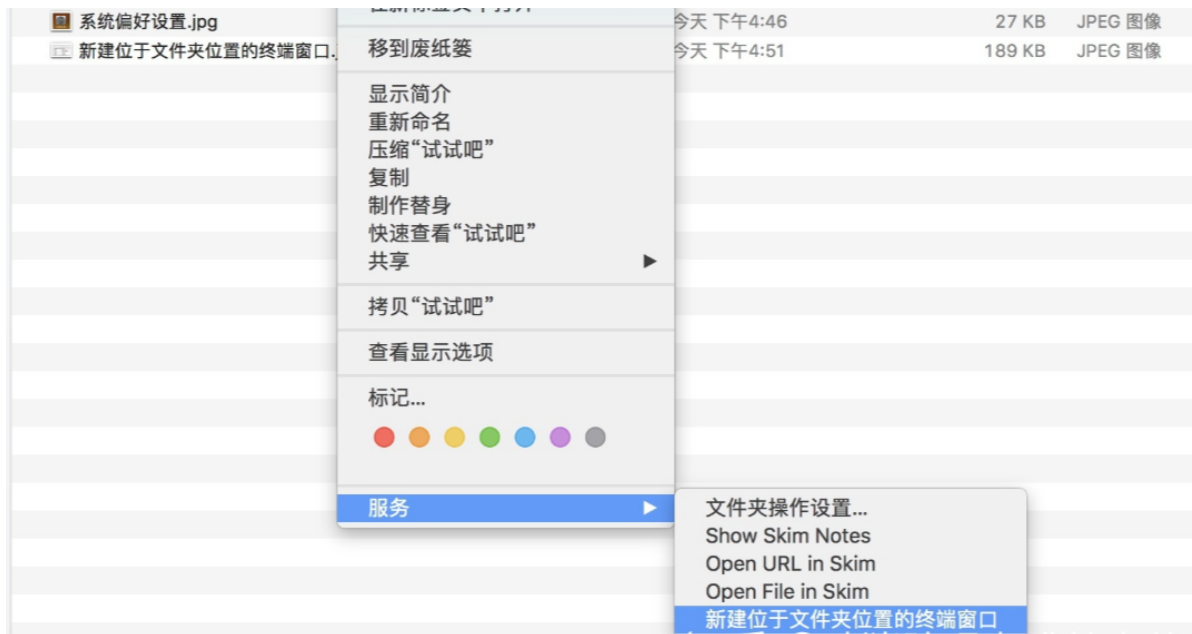 系统偏好设置.jpg 今天 下午4:46 27 KB JPEG 图像
新建位于文件夹位置的终端窗口.j 今天 下午4:51 189 KB JPEG 图像
移到废纸篓
显示简介
重新命名
压缩“试试吧”
复制
制作替身
快速查看“试试吧”
共享
拷贝“试试吧”
查看显示选项
标记...
服务
文件夹操作设置...
Show Skim Notes
Open URL in Skim
Open File in Skim
新建位于文件夹位置的终端窗口